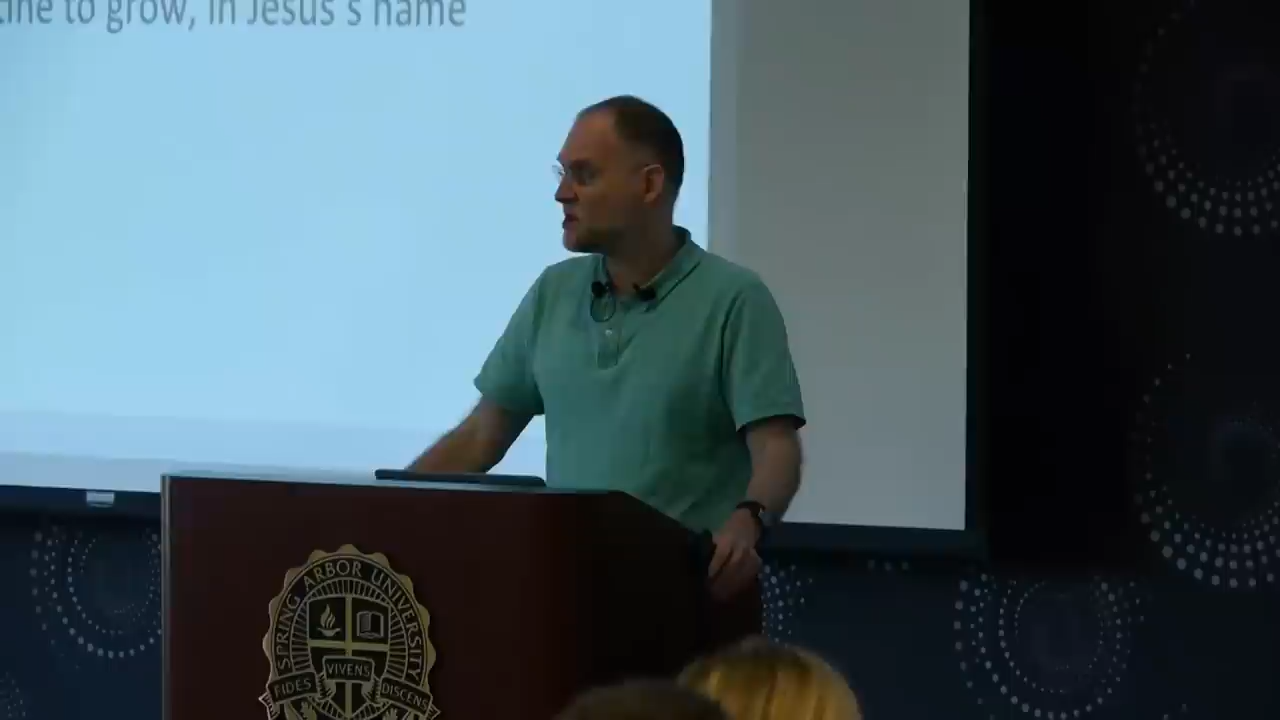 to grow, in Jesus's name
SPRING ARBOR UNIVERSITY
VIVENS
FIDES DISCENS